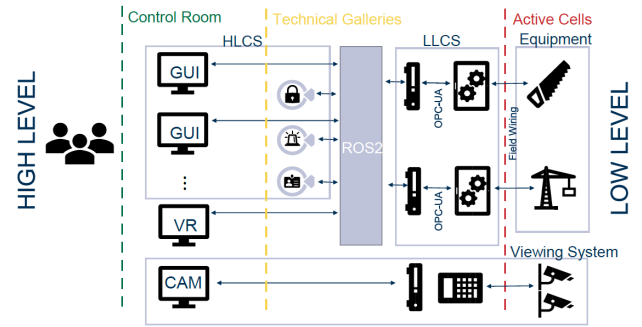 Control Room
Technical Galleries
Active Cells
HLCS
LLCS
Equipment
HIGH LEVEL
GUI
GUI
...
VR
ROS2
OPC-UA
OPC-UA
Field Wiring
LOW LEVEL
Viewing System
CAM